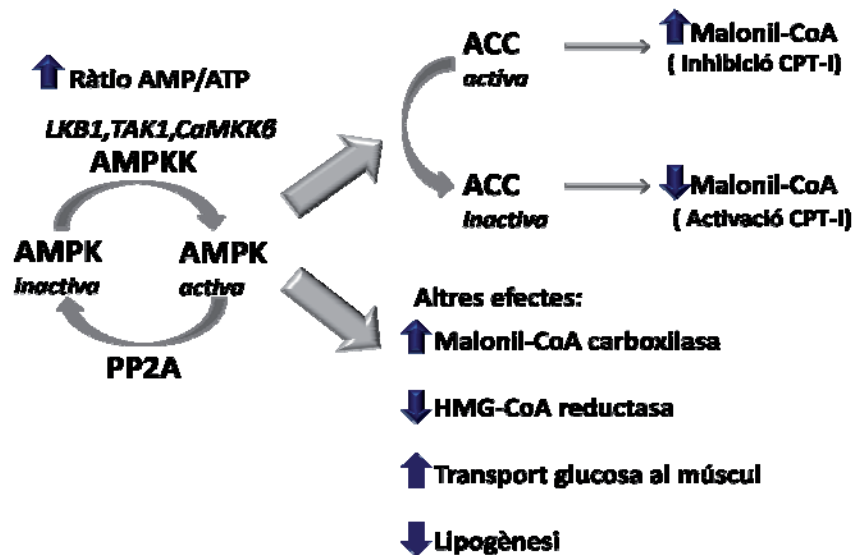 Ràtio AMP/ATP
LKB1,TAK1,CaMKKβ
AMPKK
AMPK
inactiva
AMPK
activa
PP2A
ACC
activa
Malonil-CoA
( Inhibició CPT-I)
ACC
inactiva
Malonil-CoA
( Activació CPT-I)
Altres efectes:
Malonil-CoA carboxilasa
HMG-CoA reductasa
Transport glucosa al múscul
Lipogènesi